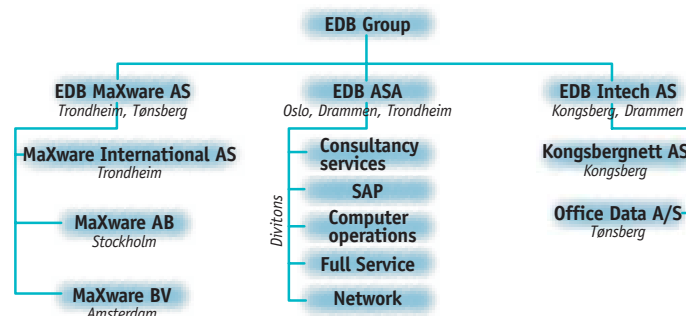 EDB Group
EDB MaXware AS
Trondheim, Tønsberg
MaXware International AS
Trondheim
MaXware AB
Stockholm
MaXware BV
Amsterdam
EDB ASA
Oslo, Drammen, Trondheim
Divitons
Consultancy
services
SAP
Computer
operations
Full Service
Network
EDB Intech AS
Kongsberg, Drammen
Kongsbergnett AS
Kongsberg
Office Data A/S
Tønsberg